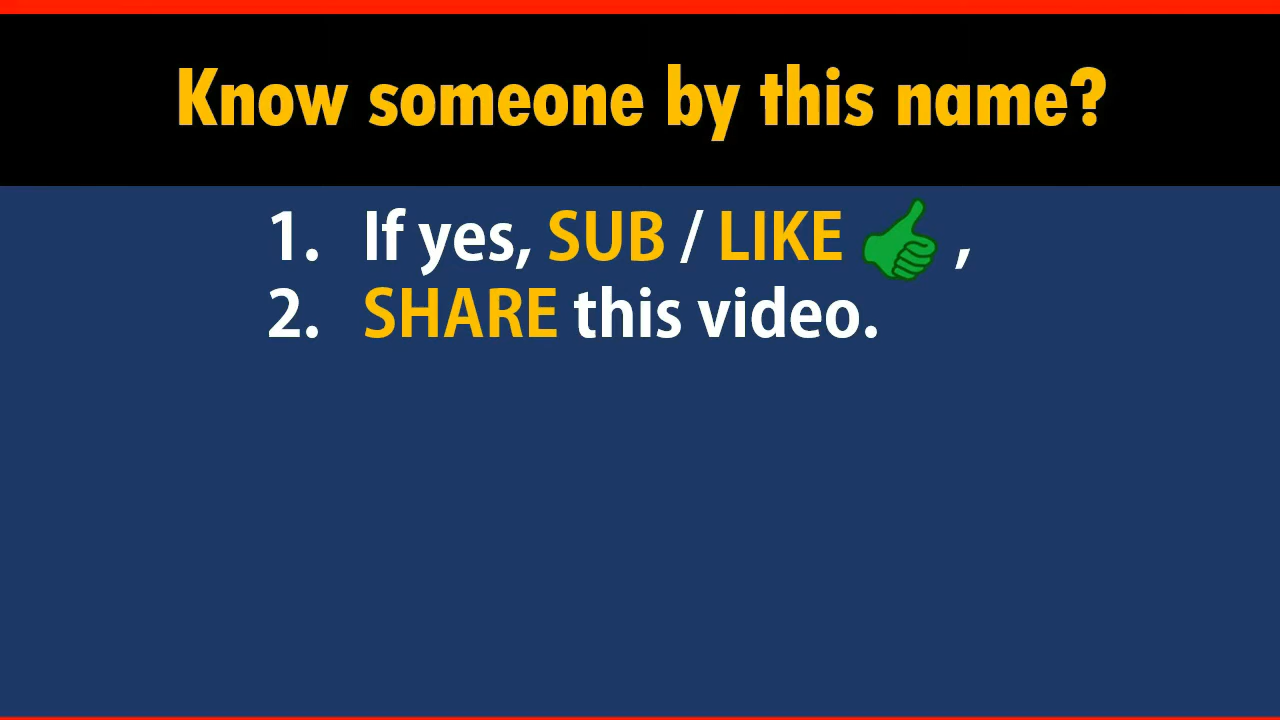 Know someone by this name?
1. If yes, SUB / LIKE ,
2. SHARE this video.